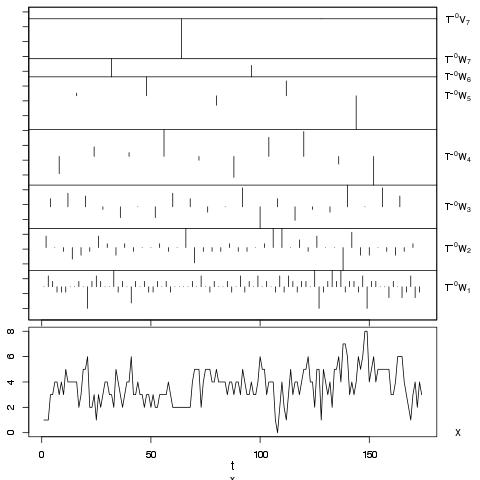 T⁻⁰V₇
T⁻⁰W₇
T⁻⁰W₆
T⁻⁰W₅
T⁻⁰W₄
T⁻⁰W₃
T⁻⁰W₂
T⁻⁰W₁
8
6
4
2
0
X
0 50 100 150
t
x